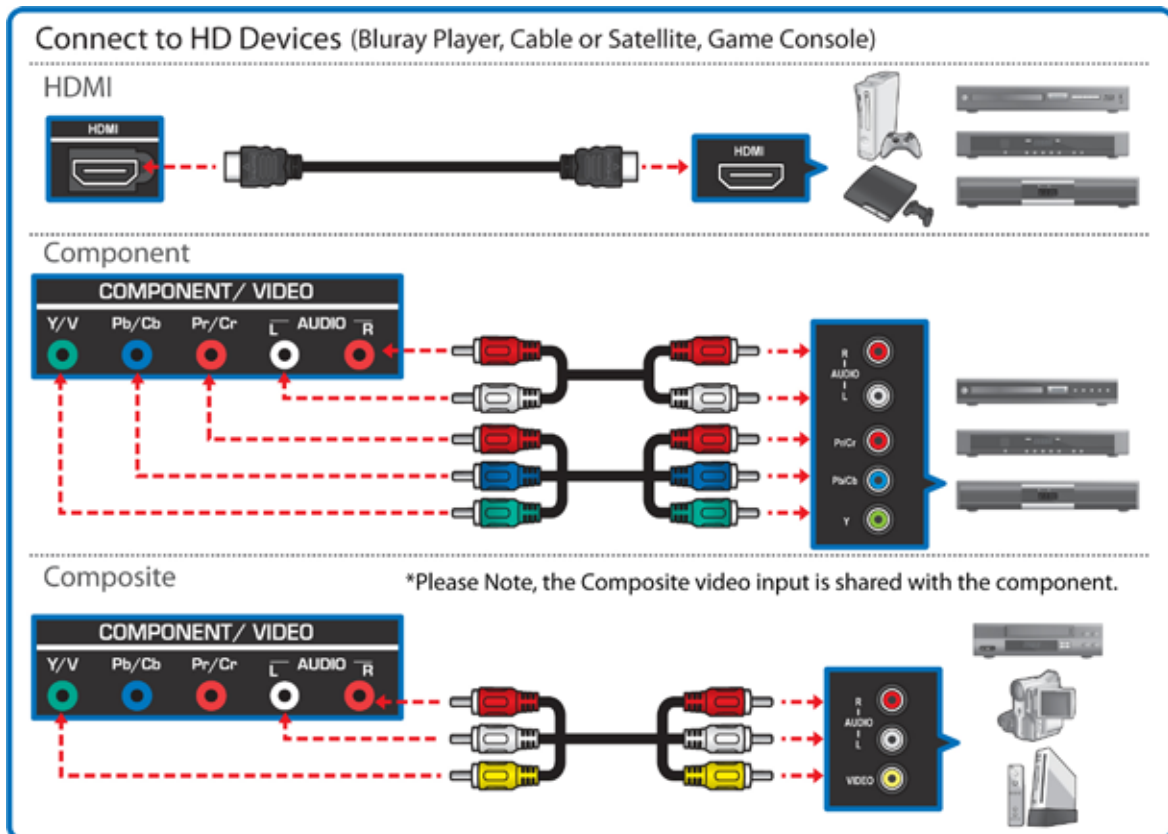 Connect to HD Devices (Bluray Player, Cable or Satellite, Game Console)
HDMI
HDMI
HDMI
Component
COMPONENT/ VIDEO
Y/V Pb/Cb Pr/Cr L AUDIO R
R
AUDIO
L
Pr/Cr
Pb/Cb
Y
Composite
*Please Note, the Composite video input is shared with the component.
COMPONENT/ VIDEO
Y/V Pb/Cb Pr/Cr L AUDIO R
R
AUDIO
L
VIDEO